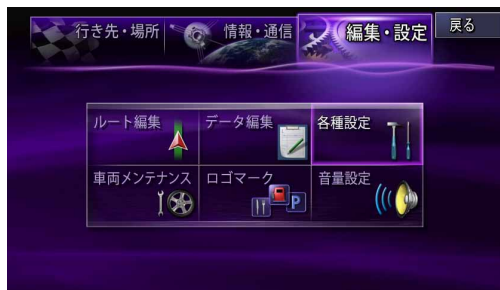 行き先・場所
情報・通信
編集・設定
戻る
ルート編集
データ編集
各種設定
車両メンテナンス
ロゴマーク
音量設定
P